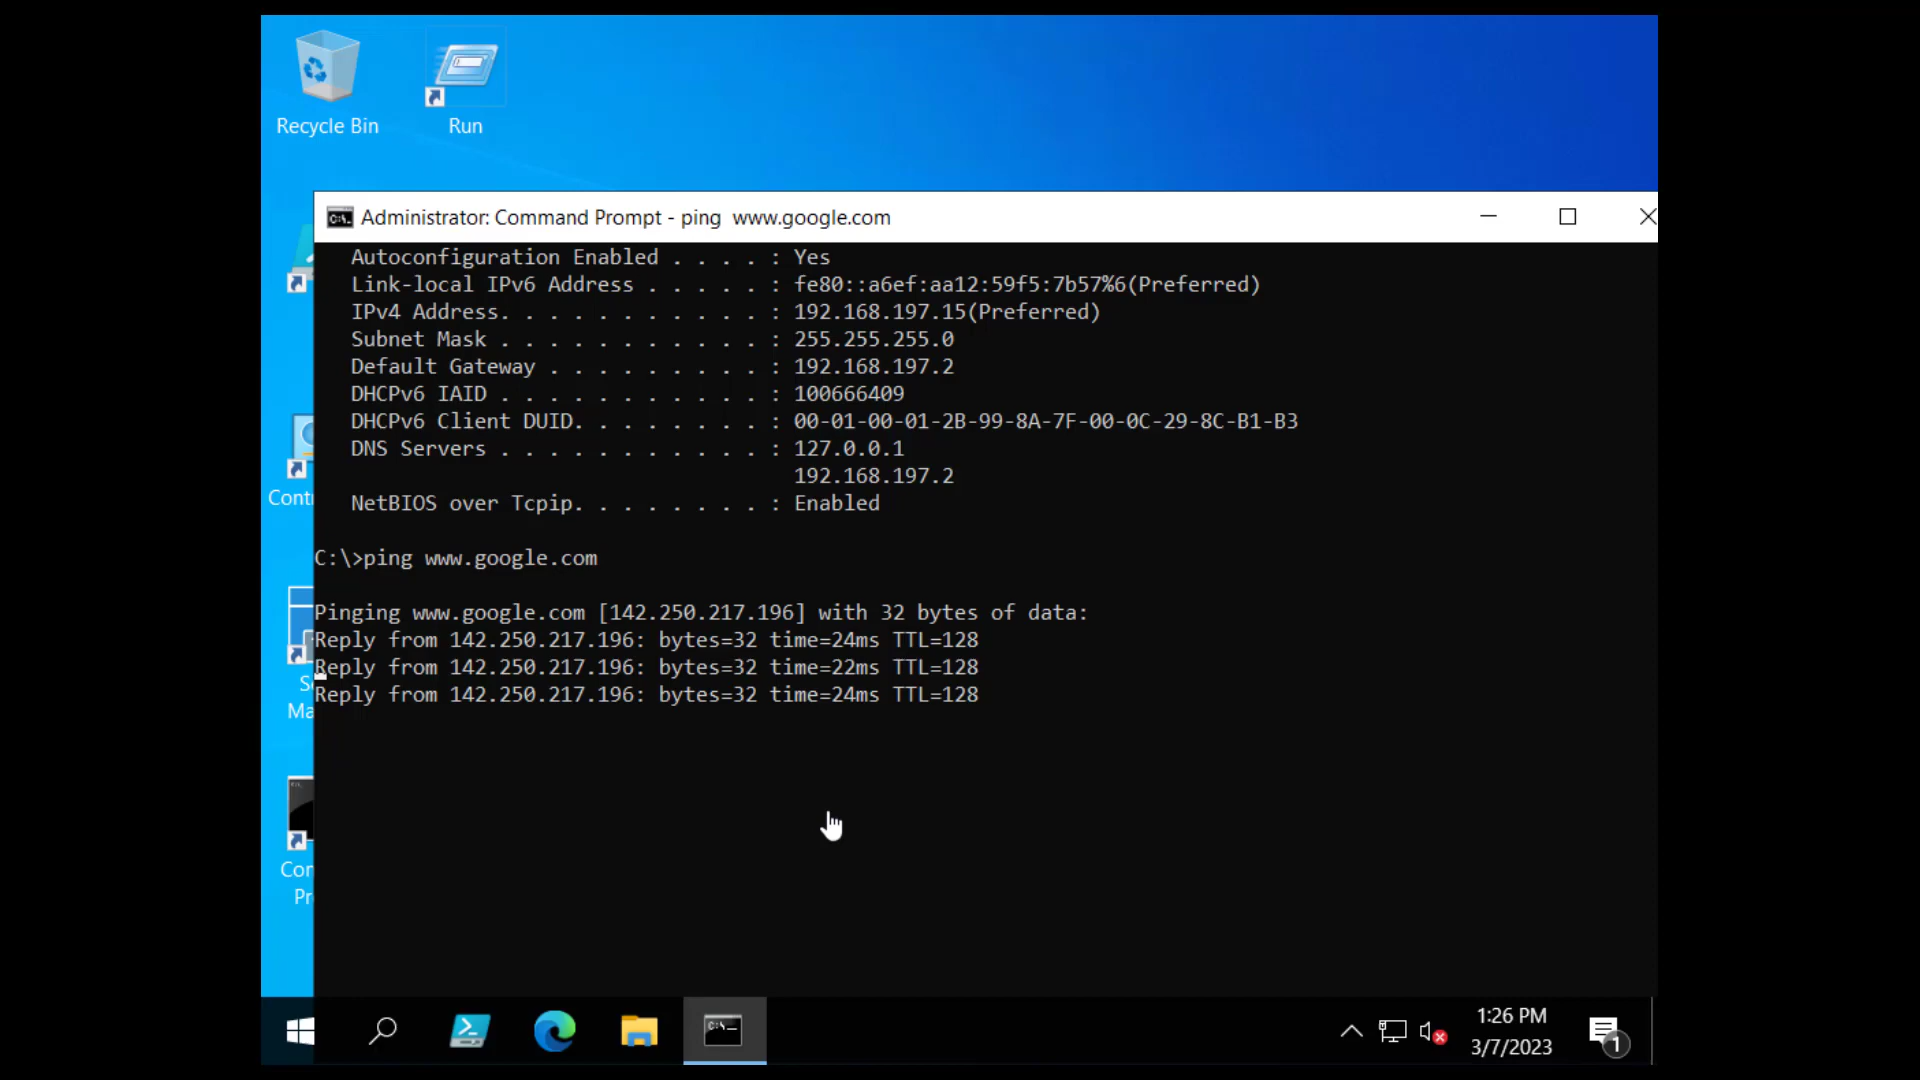 Recycle Bin
Run
Administrator: Command Prompt - ping  www.google.com
Autoconfiguration Enabled . . . . : Yes
Link-local IPv6 Address . . . . . : fe80::a6ef:aa12:59f5:7b57%6(Preferred)
IPv4 Address. . . . . . . . . . . : 192.168.197.15(Preferred)
Subnet Mask . . . . . . . . . . . : 255.255.255.0
Default Gateway . . . . . . . . . : 192.168.197.2
DHCPv6 IAID . . . . . . . . . . . : 100666409
DHCPv6 Client DUID. . . . . . . . : 00-01-00-01-2B-99-8A-7F-00-0C-29-8C-B1-B3
DNS Servers . . . . . . . . . . . : 127.0.0.1
192.168.197.2
NetBIOS over Tcpip. . . . . . . . : Enabled
C:\>ping www.google.com
Pinging www.google.com [142.250.217.196] with 32 bytes of data:
Reply from 142.250.217.196: bytes=32 time=24ms TTL=128
Reply from 142.250.217.196: bytes=32 time=22ms TTL=128
Reply from 142.250.217.196: bytes=32 time=24ms TTL=128
Cont
S
Ma
Con
Pr
1:26 PM
3/7/2023
1